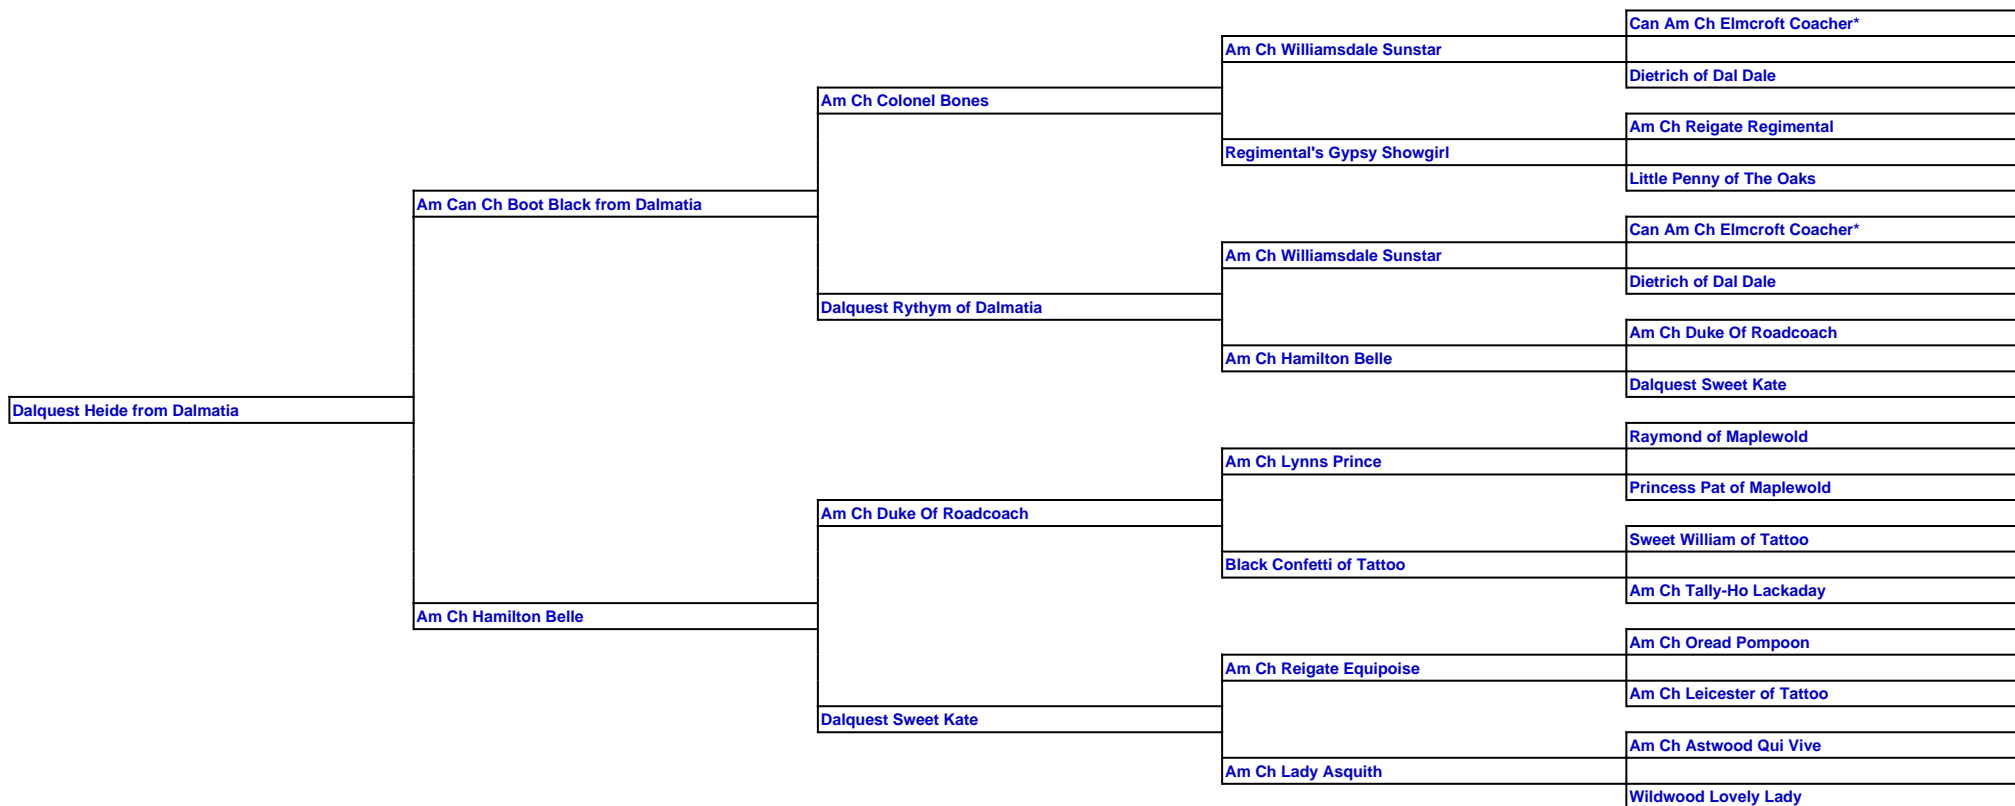 Can Am Ch Elmcroft Coacher*
Am Ch Williamsdale Sunstar
Dietrich of Dal Dale
Am Ch Colonel Bones
Am Ch Reigate Regimental
Regimental's Gypsy Showgirl
Little Penny of The Oaks
Am Can Ch Boot Black from Dalmatia
Can Am Ch Elmcroft Coacher*
Am Ch Williamsdale Sunstar
Dietrich of Dal Dale
Dalquest Rythym of Dalmatia
Am Ch Duke Of Roadcoach
Am Ch Hamilton Belle
Dalquest Sweet Kate
Dalquest Heide from Dalmatia
Raymond of Maplewold
Am Ch Lynns Prince
Princess Pat of Maplewold
Am Ch Duke Of Roadcoach
Sweet William of Tattoo
Black Confetti of Tattoo
Am Ch Tally-Ho Lackaday
Am Ch Hamilton Belle
Am Ch Oread Pompoon
Am Ch Reigate Equipoise
Am Ch Leicester of Tattoo
Dalquest Sweet Kate
Am Ch Astwood Qui Vive
Am Ch Lady Asquith
Wildwood Lovely Lady